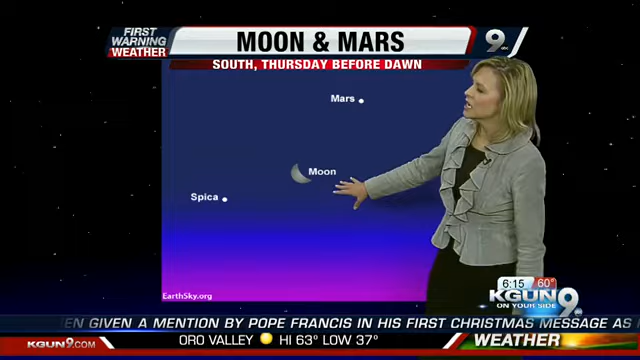 FIRST
WARNING
WEATHER
MOON & MARS
9
abc
SOUTH, THURSDAY BEFORE DAWN
Mars
Moon
Spica
EarthSky.org
6:15 60°
KGUN9
ON YOUR SIDE
EN GIVEN A MENTION BY POPE FRANCIS IN HIS FIRST CHRISTMAS MESSAGE AS
KGUN9.COM
ORO VALLEY HI 63° LOW 37°
WEATHER